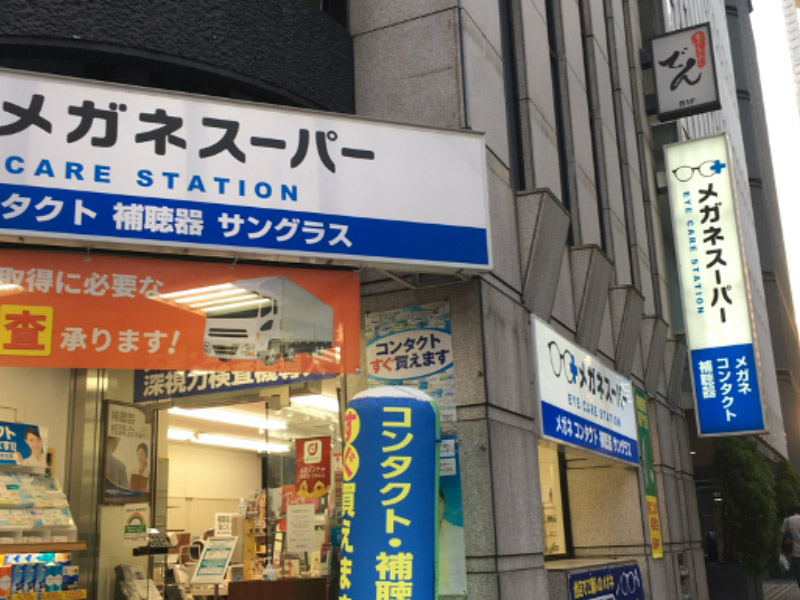 メガネスーパー
CARE STATION
タクト 補聴器 サングラス
取得に必要な
査 承ります!
深視力検査機
コンタクト
すぐ買えます
コンタクト・補聴
すぐ買えま
メガネスーパー
EYE CARE STATION
メガネ コンタクト 補聴器 サングラス
でん
メガネスーパー
EYE CARE STATION
メガネ
コンタクト
補聴器